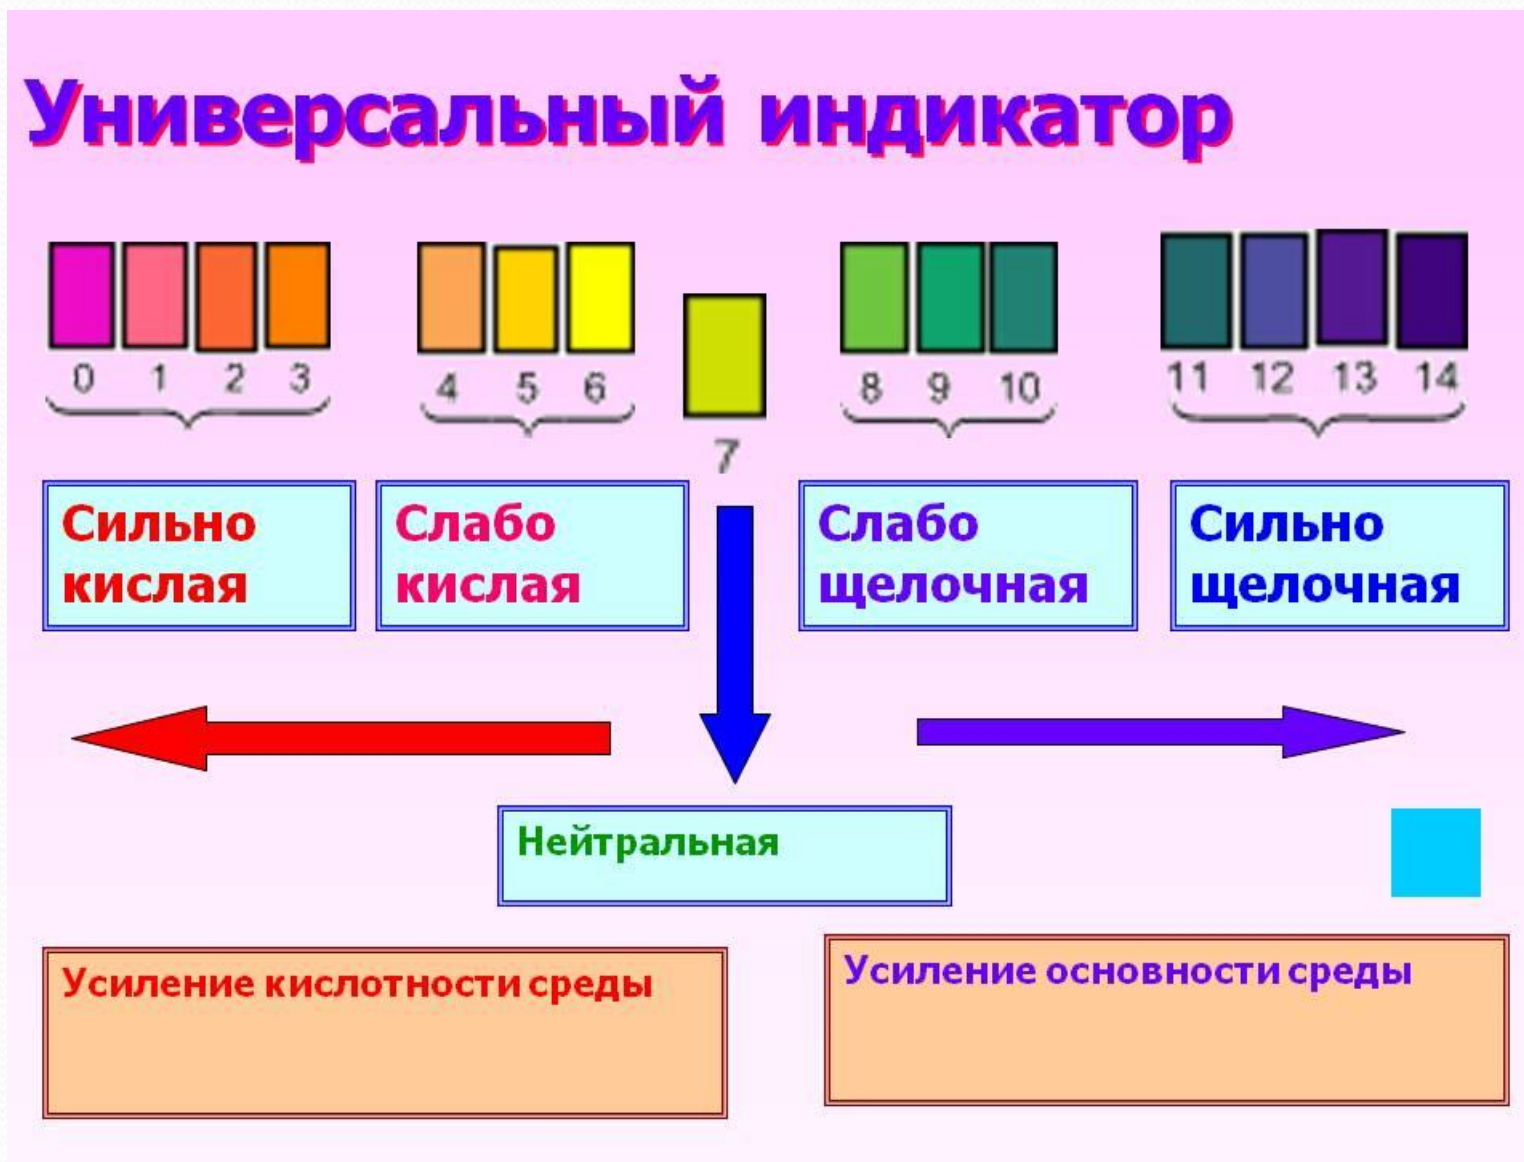 Универсальный индикатор
0 1 2 3 4 5 6 7 8 9 10 11 12 13 14
Сильно
кислая
Слабо
кислая
Слабо
щелочная
Сильно
щелочная
Нейтральная
Усиление кислотности среды
Усиление основности среды